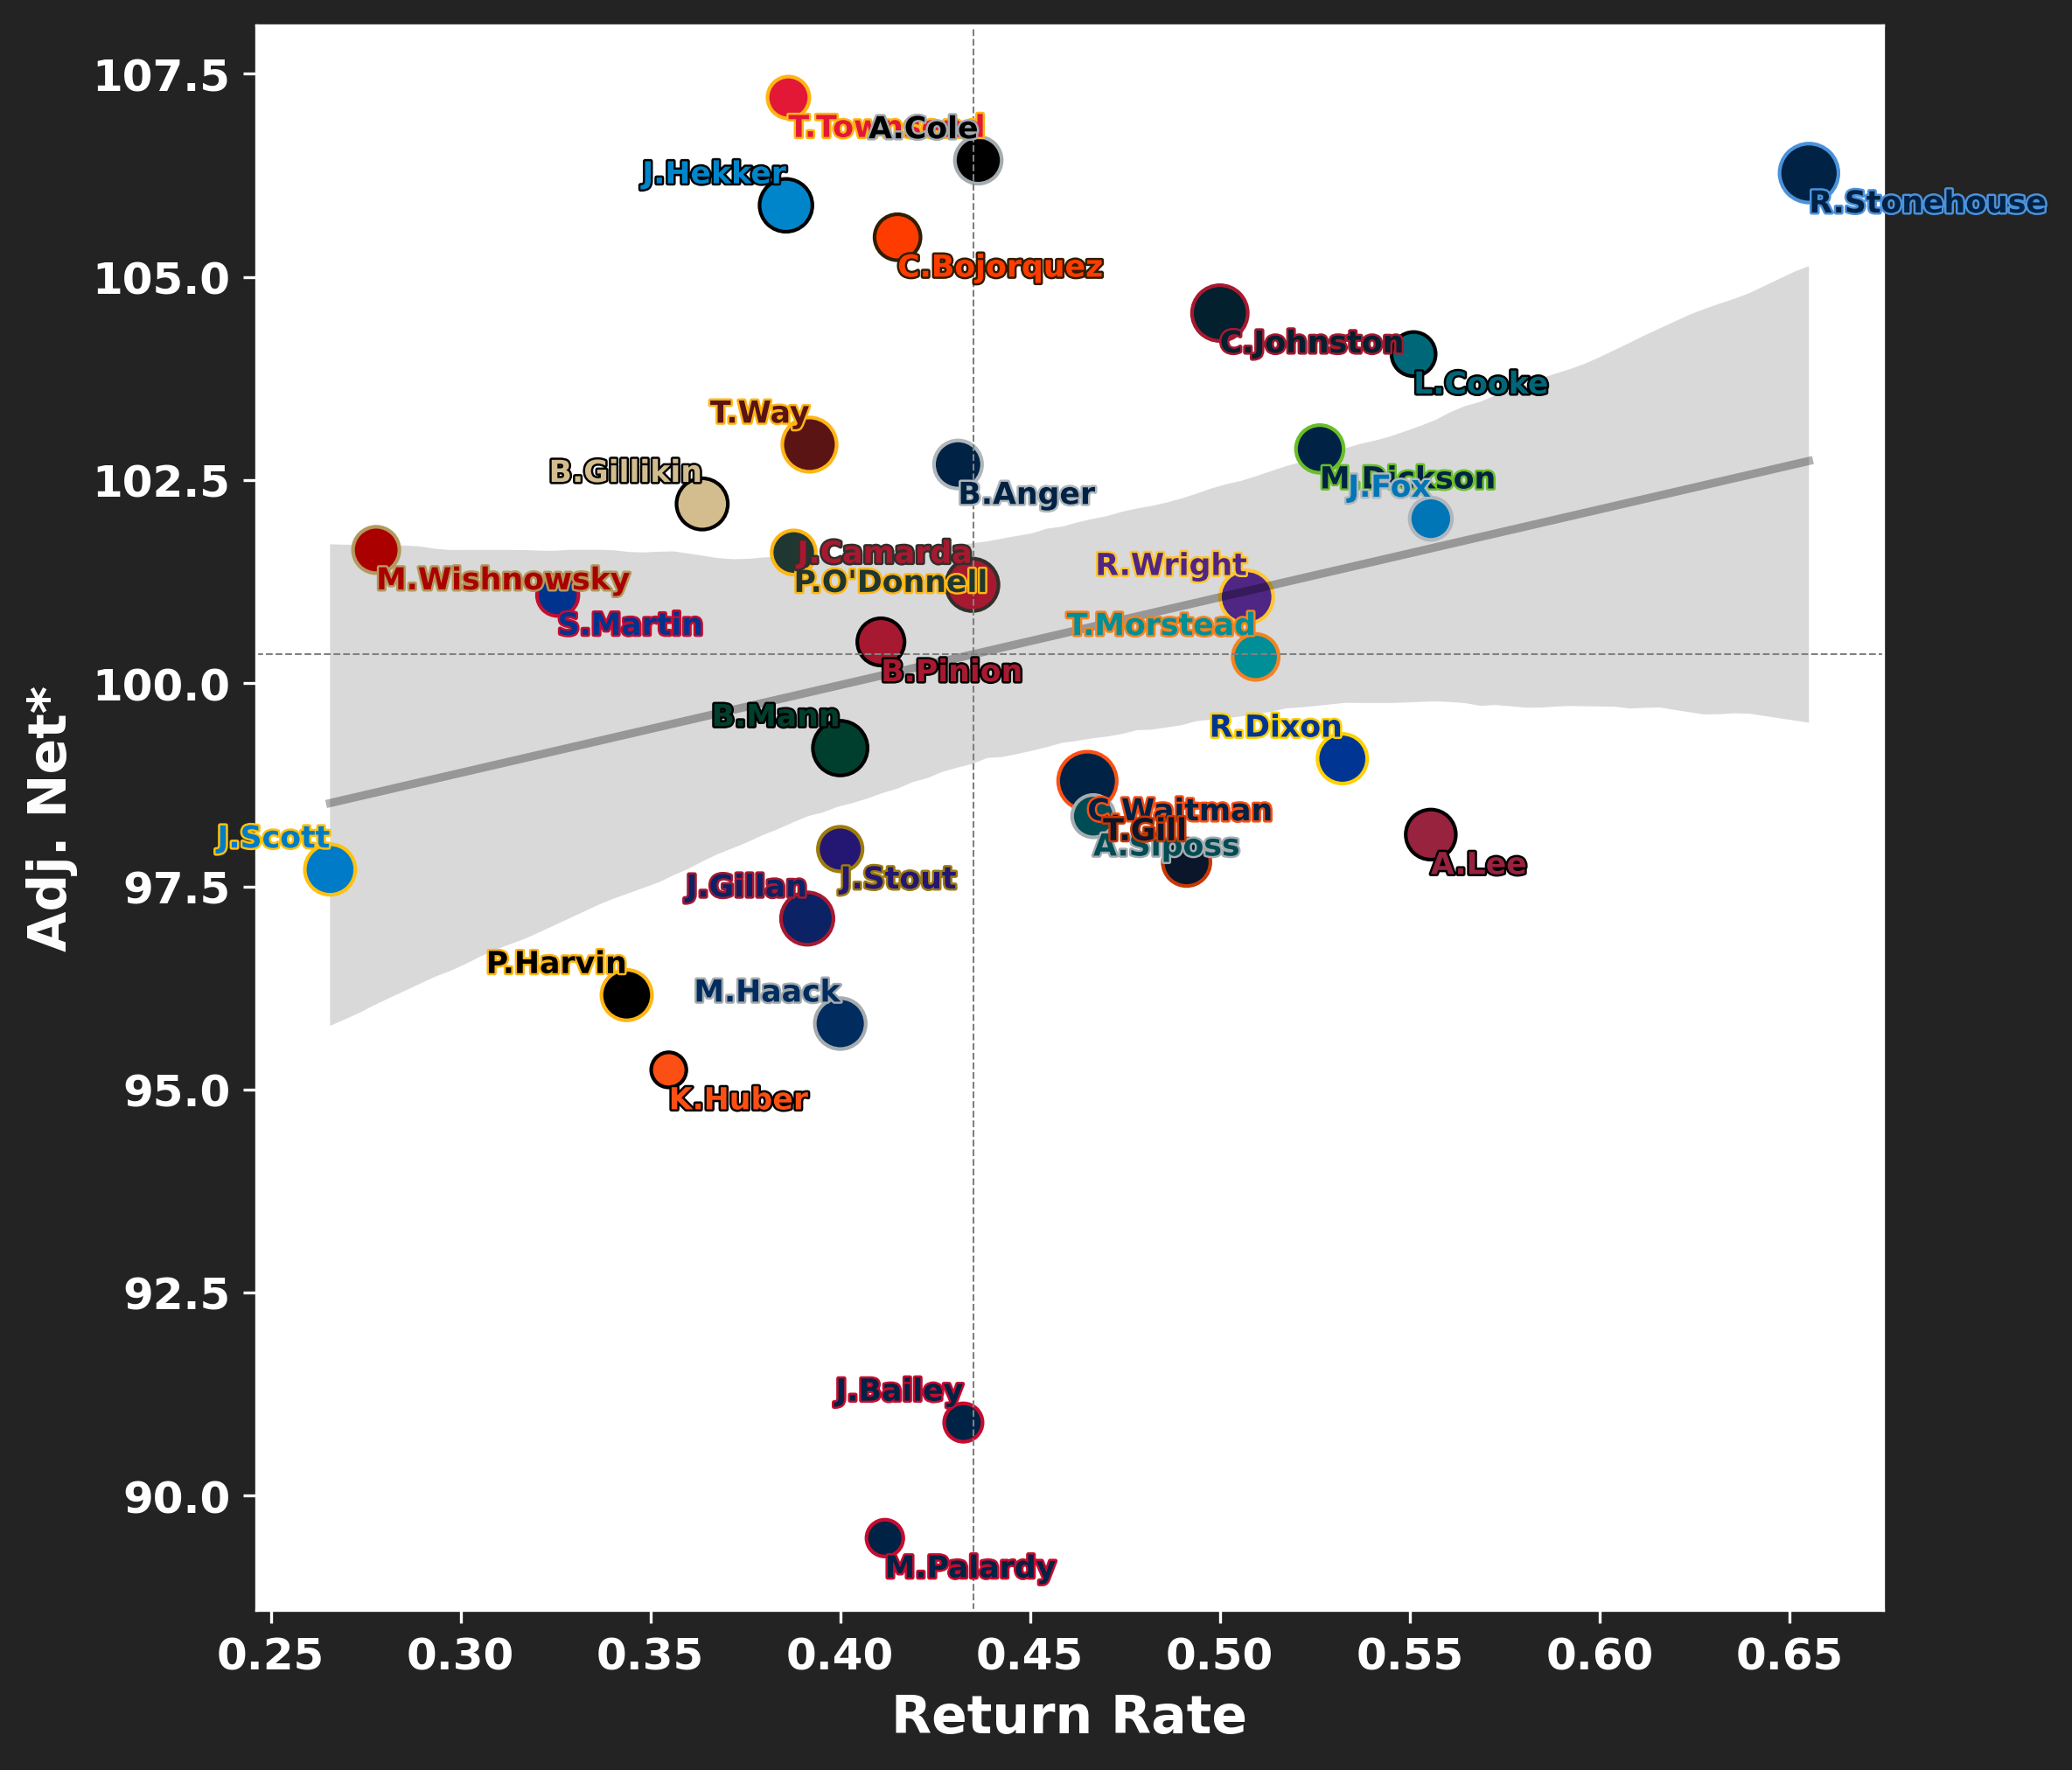 107.5
T.Townsend
A.Cole
J.Hekker
R.Stonehouse
C.Bojorquez
105.0
C.Johnston
L.Cooke
T.Way
B.Gillikin
102.5
B.Anger
M.Dickson
J.Fox
J.Camarda
R.Wright
M.Wishnowsky
P.O'Donnell
S.Martin
T.Morstead
B.Pinion
100.0
B.Mann
R.Dixon
Adj. Net*
C.Waitman
T.Gill
J.Scott
A.Siposs
A.Lee
97.5
J.Stout
J.Gillan
P.Harvin
M.Haack
95.0
K.Huber
92.5
J.Bailey
90.0
M.Palardy
0.25 0.30 0.35 0.40 0.45 0.50 0.55 0.60 0.65
Return Rate